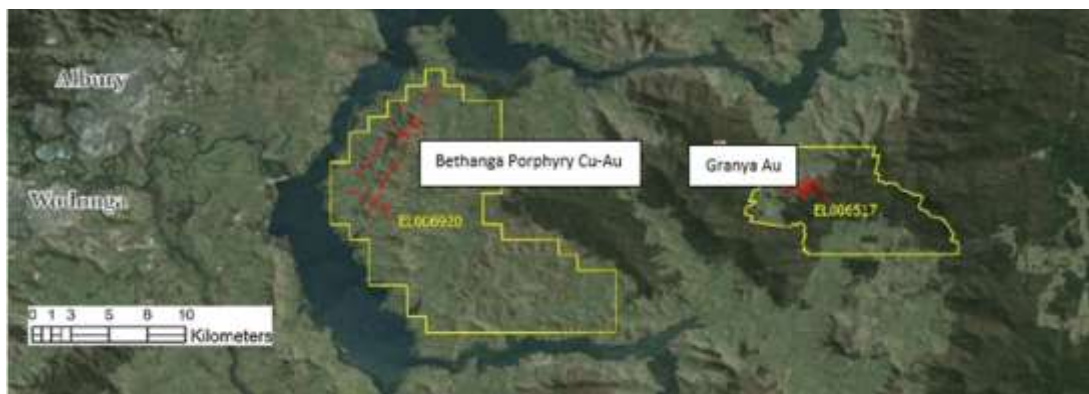 Albury
Wodonga
Bethanga Porphyry Cu-Au
Granya Au
EL006920
EL006517
0 1 3 5 8 10
Kilometers